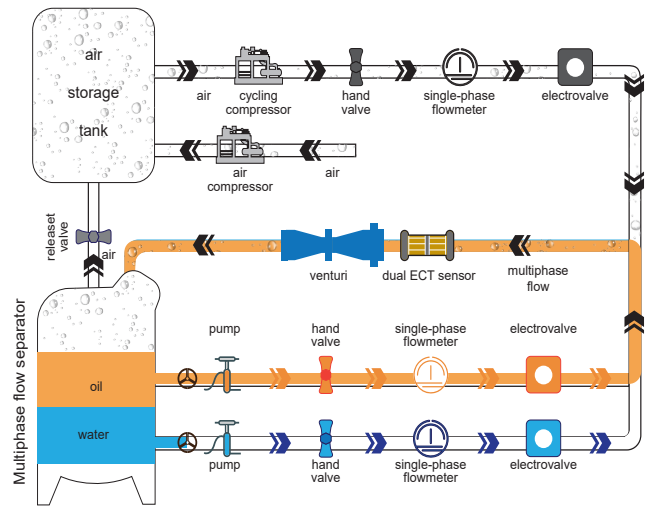 air
storage
tank
air
cycling
compressor
hand
valve
single-phase
flowmeter
electrovalve
air
compressor
air
releaset
valve
air
venturi
dual ECT sensor
multiphase
flow
Multiphase flow separator
oil
water
pump
hand
valve
single-phase
flowmeter
electrovalve
pump
hand
valve
single-phase
flowmeter
electrovalve